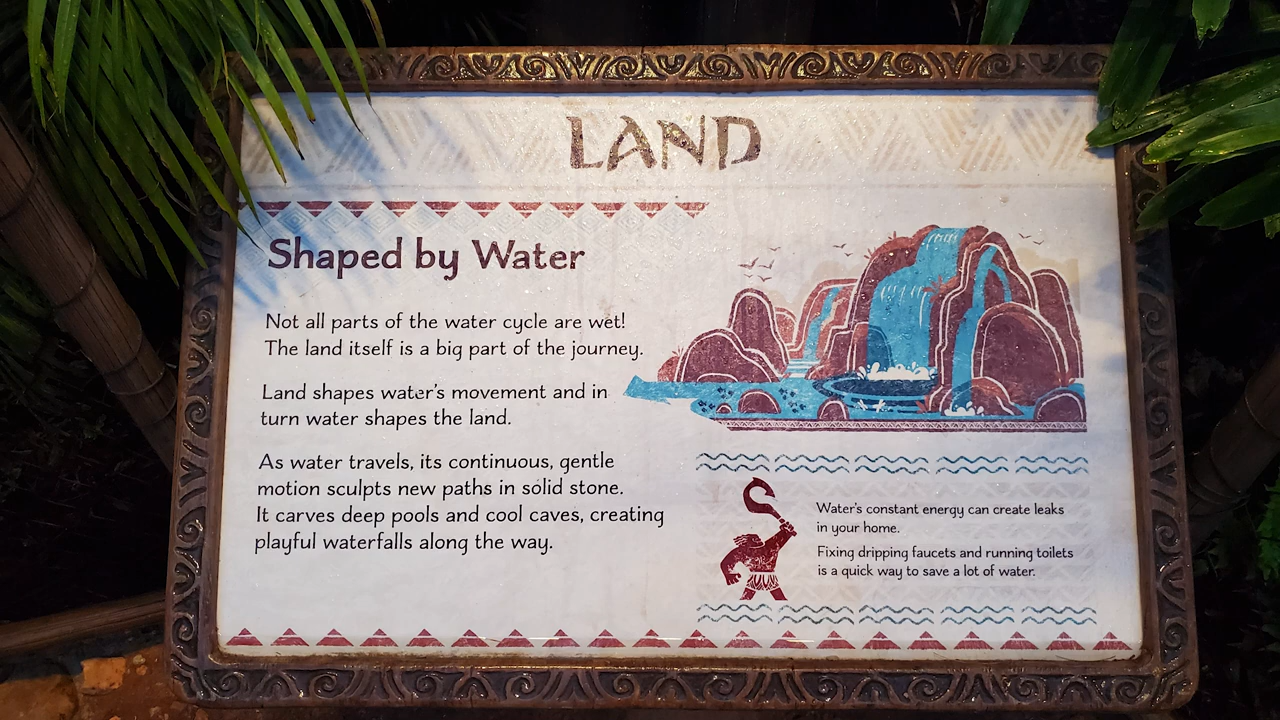 LAND
Shaped by Water
Not all parts of the water cycle are wet!
The land itself is a big part of the journey.
Land shapes water's movement and in
turn water shapes the land.
As water travels, its continuous, gentle
motion sculpts new paths in solid stone.
It carves deep pools and cool caves, creating
playful waterfalls along the way.
Water's constant energy can create leaks
in your home.
Fixing dripping faucets and running toilets
is a quick way to save a lot of water.